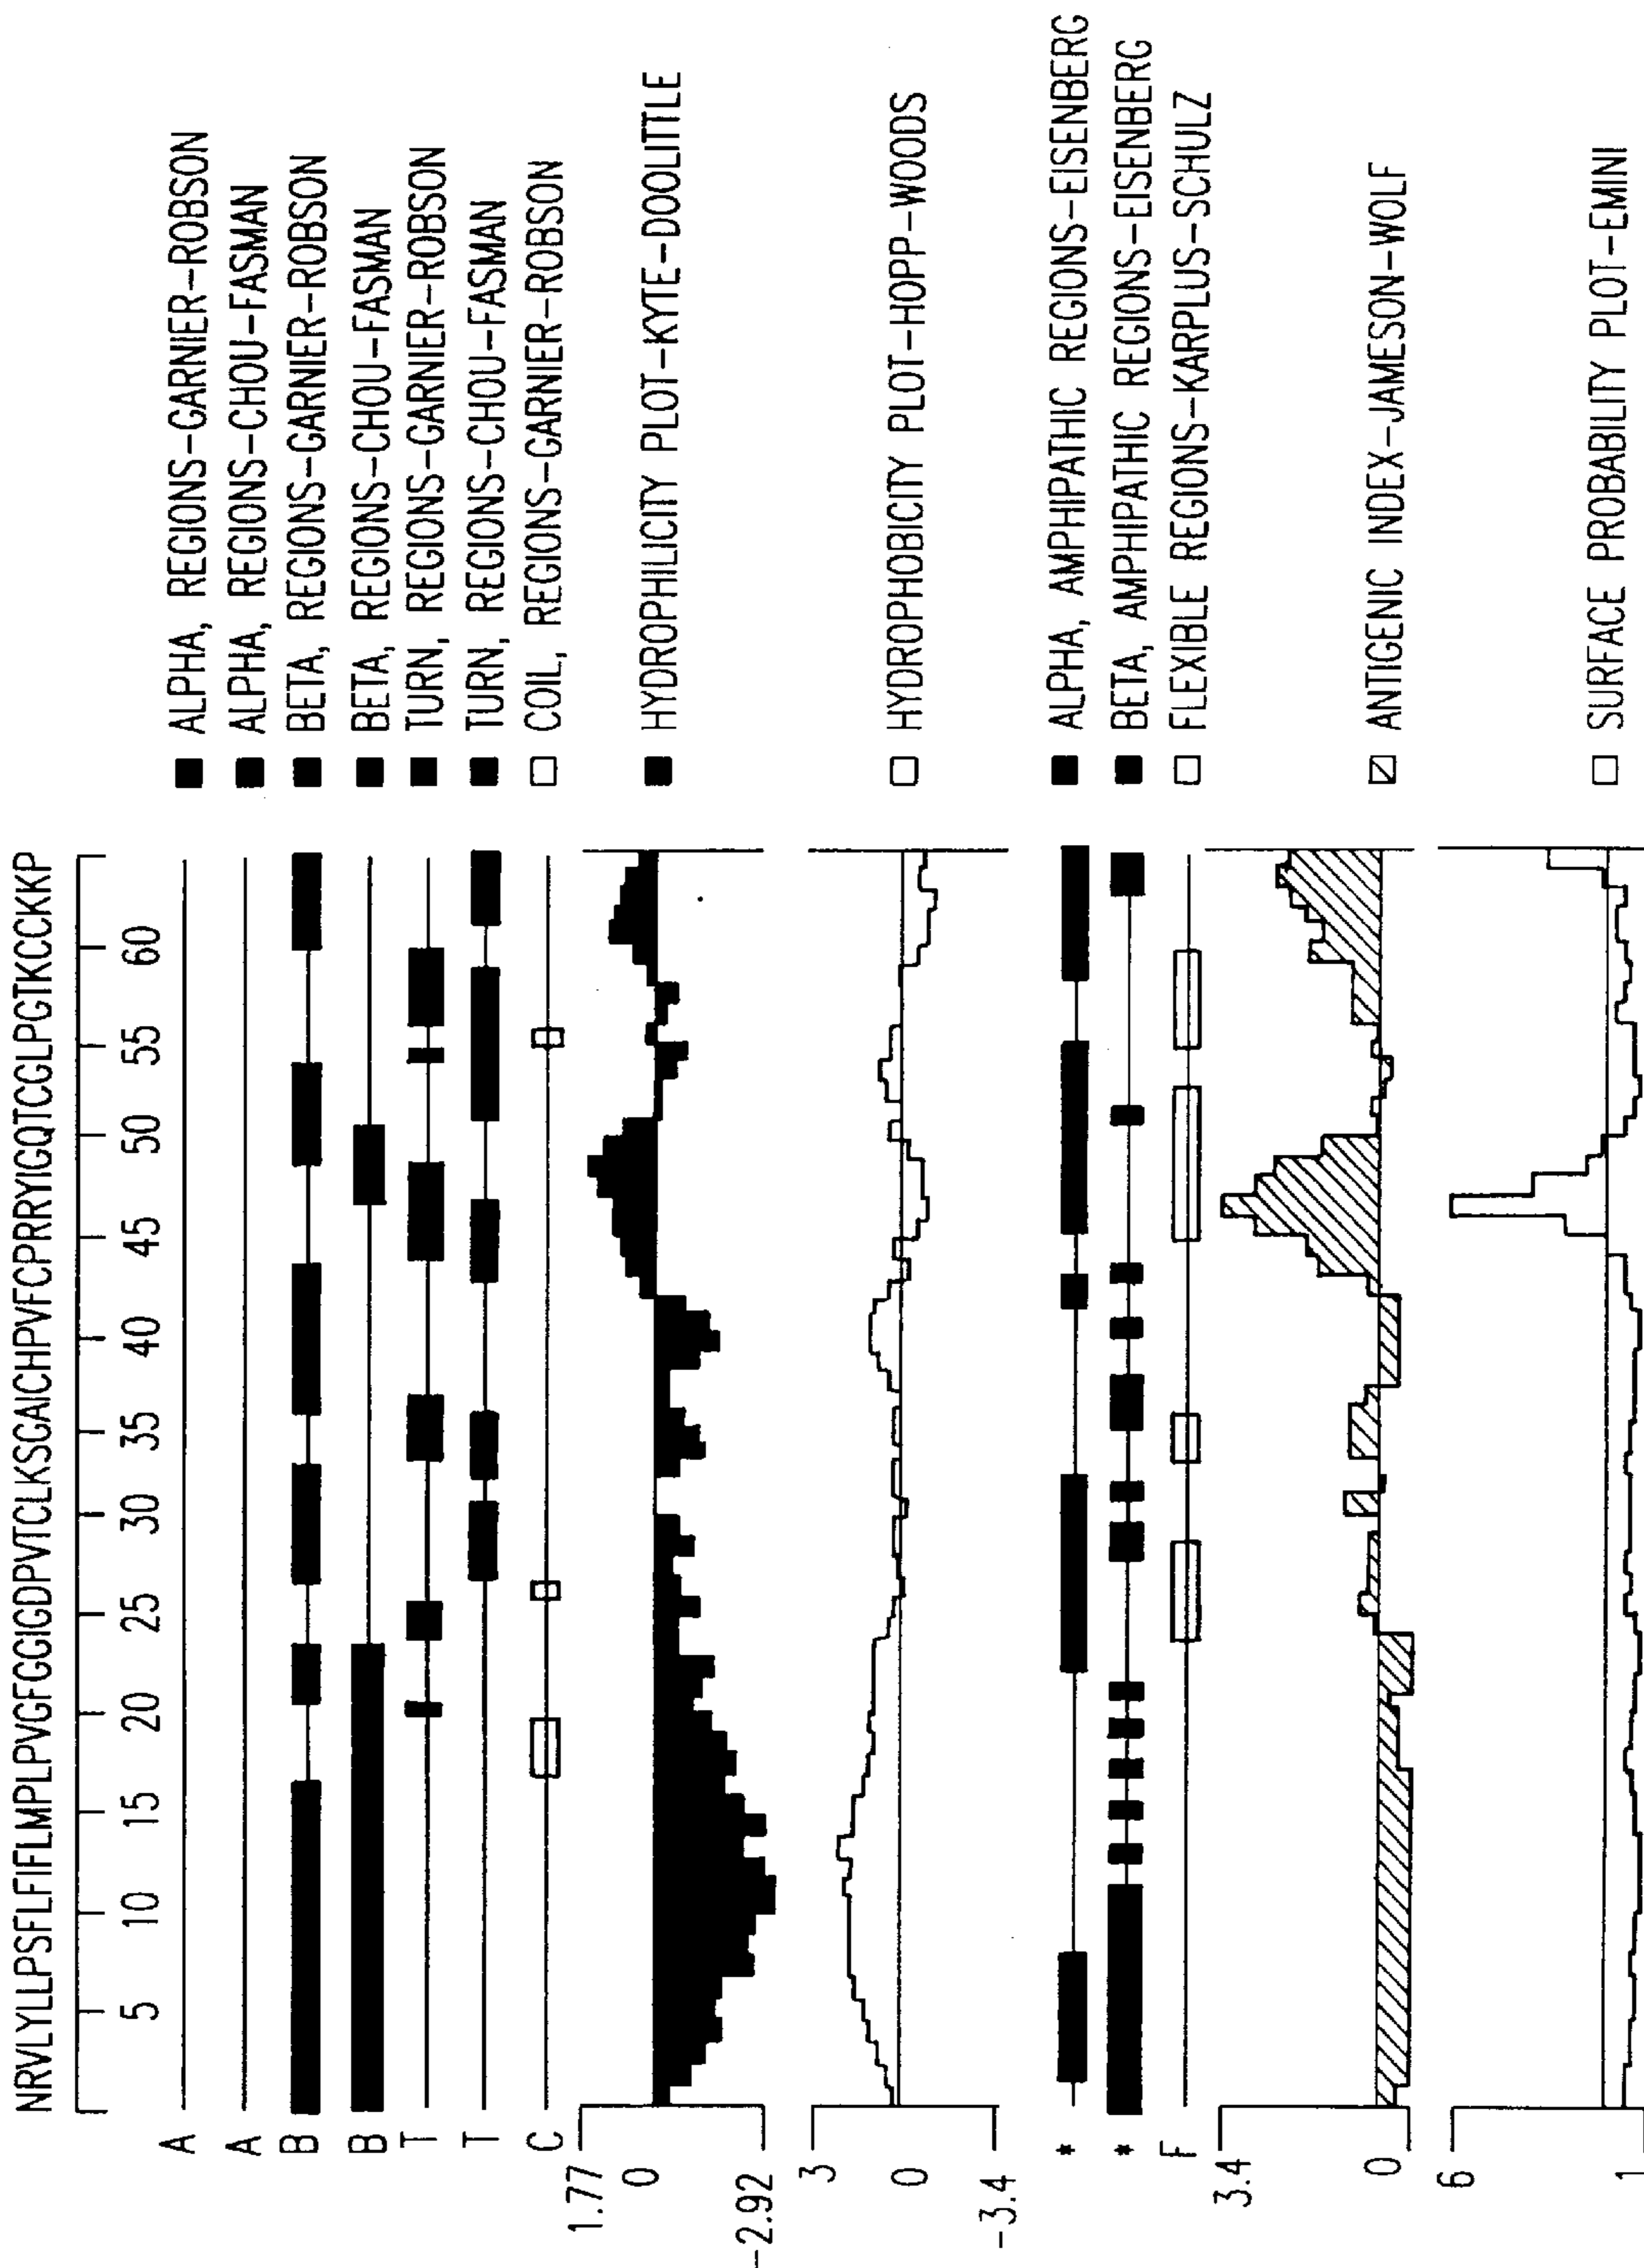 NRVLYLLPSFLFIFLMPLPVGFGGIGDPVTCLKSGAICHPVFCPRRYIGQTCGLPGTKCCKKP
5 10 15 20 25 30 35 40 45 50 55 60
A ALPHA, REGIONS-GARNIER-ROBSON
A ALPHA, REGIONS-CHOU-FASMAN
B BETA, REGIONS-GARNIER-ROBSON
B BETA, REGIONS-CHOU-FASMAN
T TURN, REGIONS-GARNIER-ROBSON
T TURN, REGIONS-CHOU-FASMAN
C COIL, REGIONS-GARNIER-ROBSON
1.77
0 HYDROPHILICITY PLOT-KYTE-DOOLITTLE
-2.92
3
0 HYDROPHOBICITY PLOT-HOPP-WOODS
-3.4
* ALPHA, AMPHIPATHIC REGIONS-EISENBERG
* BETA, AMPHIPATHIC REGIONS-EISENBERG
F FLEXIBLE REGIONS-KARPLUS-SCHULZ
3.4
0 ANTIGENIC INDEX-JAMESON-WOLF
6
SURFACE PROBABILITY PLOT-EMINI
1